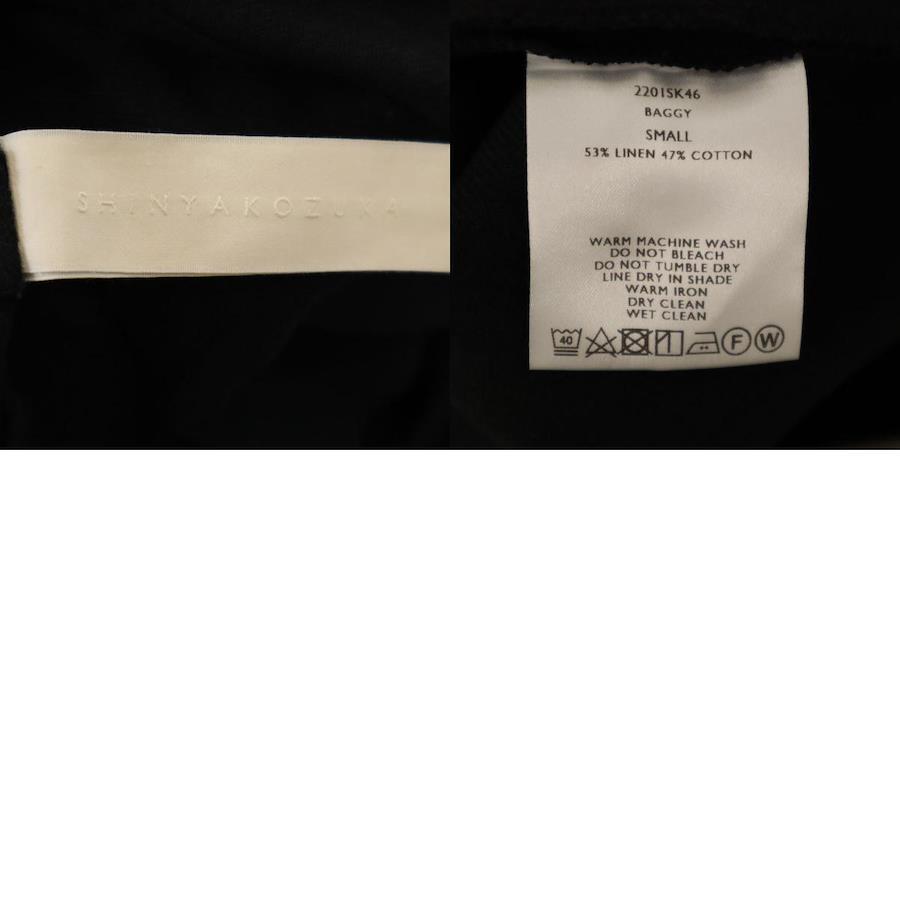 SHINYAKOZUKA
2201SK46
BAGGY
SMALL
53% LINEN 47% COTTON
WARM MACHINE WASH
DO NOT BLEACH
DO NOT TUMBLE DRY
LINE DRY IN SHADE
WARM IRON
DRY CLEAN
WET CLEAN
40 F W